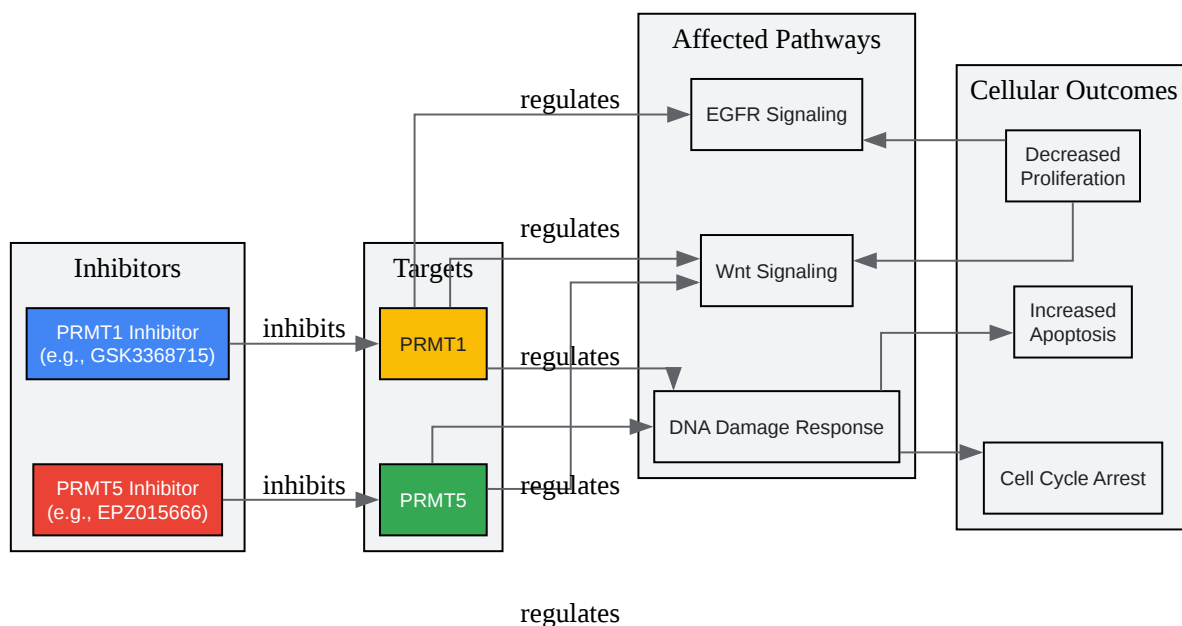 Affected Pathways
Cellular Outcomes
Inhibitors
Targets
regulates
EGFR Signaling
Decreased
Proliferation
regulates
Wnt Signaling
Increased
Apoptosis
PRMT1 Inhibitor
(e.g., GSK3368715)
inhibits
PRMT1
regulates
DNA Damage Response
PRMT5 Inhibitor
(e.g., EPZ015666)
inhibits
PRMT5
regulates
Cell Cycle Arrest
regulates